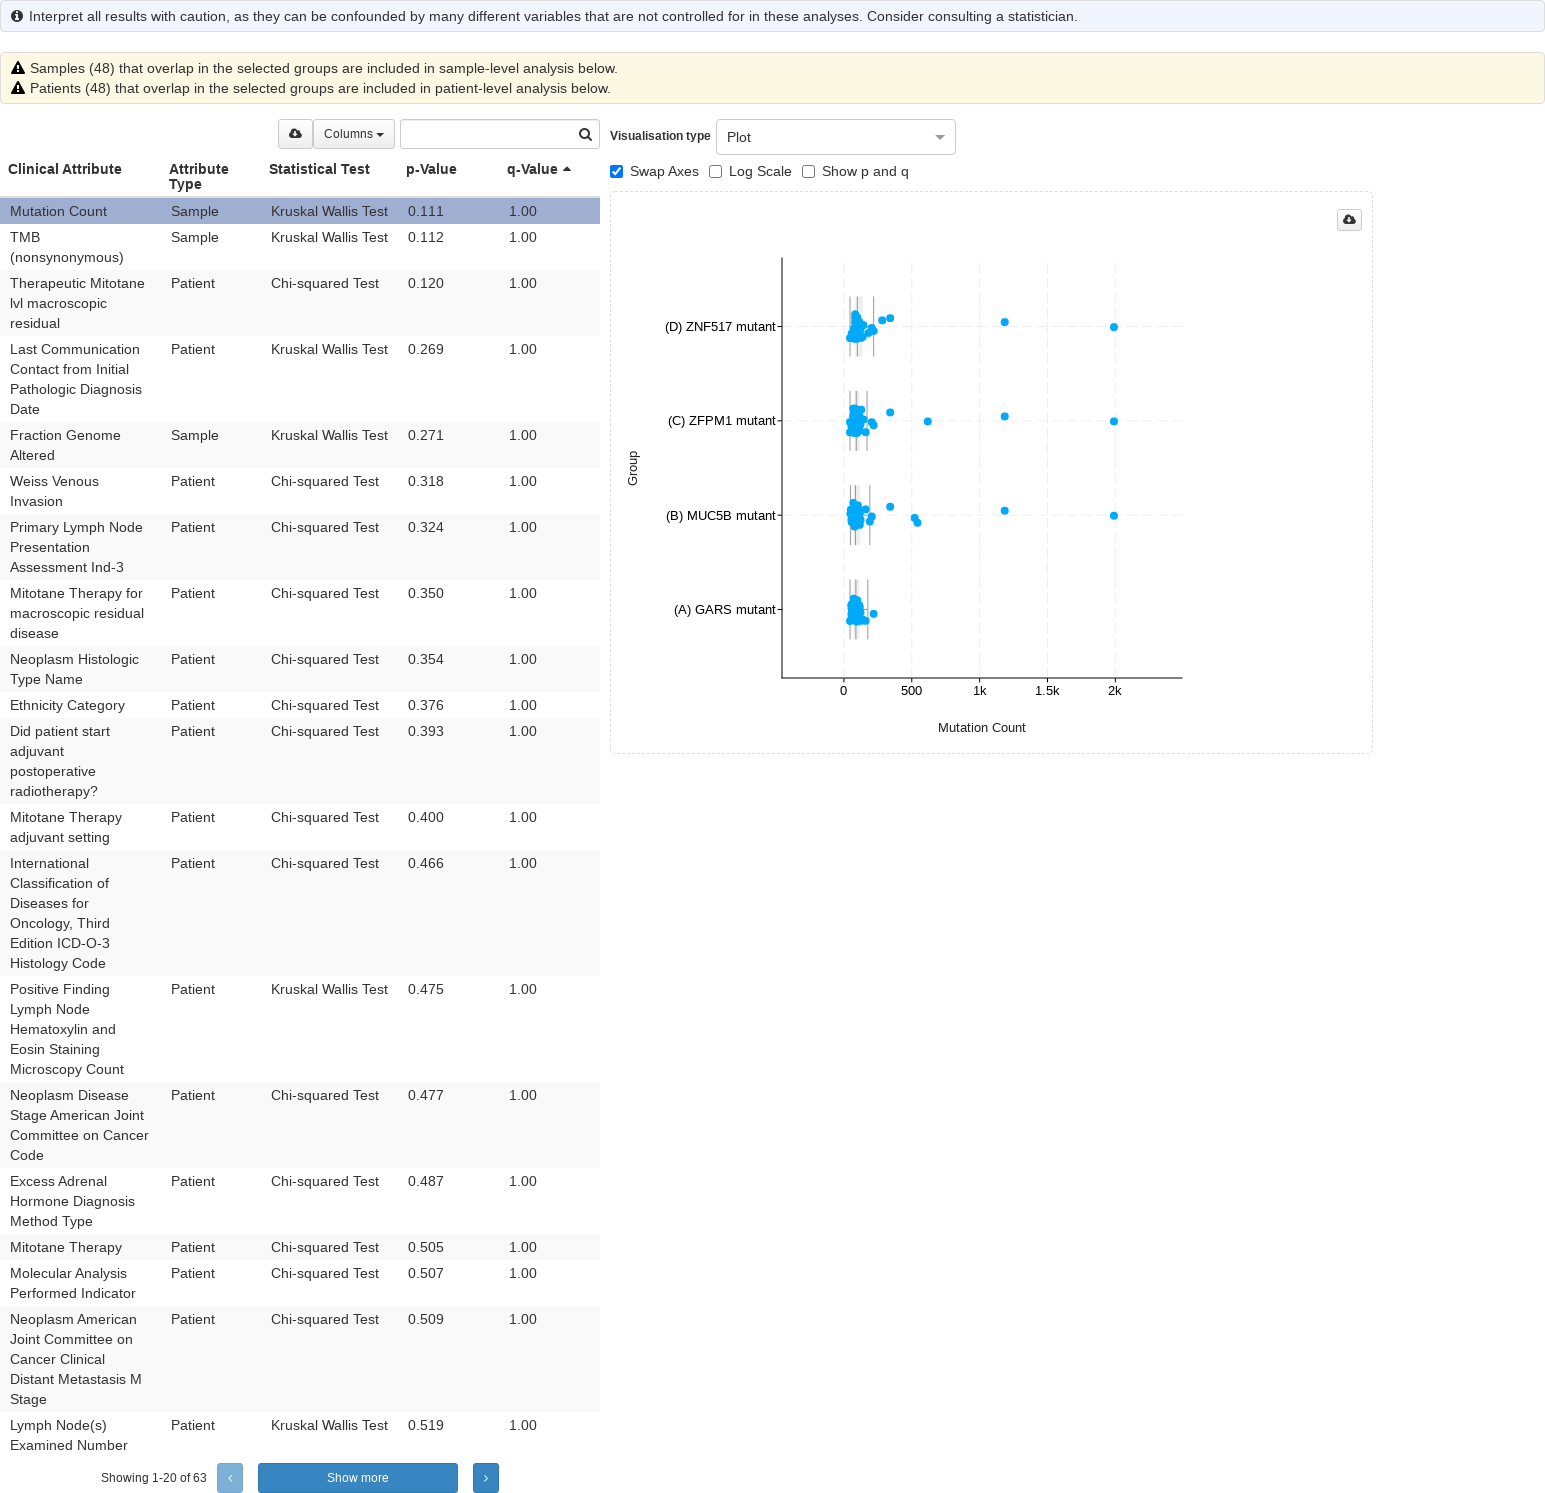 Interpret all results with caution, as they can be confounded by many different variables that are not controlled for in these analyses. Consider consulting a statistician.
Samples (48) that overlap in the selected groups are included in sample-level analysis below.
Patients (48) that overlap in the selected groups are included in patient-level analysis below.
Columns
Clinical Attribute Attribute Type Statistical Test p-Value q-Value
Mutation Count Sample Kruskal Wallis Test 0.111 1.00
TMB Sample Kruskal Wallis Test 0.112 1.00
(nonsynonymous)
Therapeutic Mitotane Patient Chi-squared Test 0.120 1.00
lvl macroscopic
residual
Last Communication Patient Kruskal Wallis Test 0.269 1.00
Contact from Initial
Pathologic Diagnosis
Date
Fraction Genome Sample Kruskal Wallis Test 0.271 1.00
Altered
Weiss Venous Patient Chi-squared Test 0.318 1.00
Invasion
Primary Lymph Node Patient Chi-squared Test 0.324 1.00
Presentation
Assessment Ind-3
Mitotane Therapy for Patient Chi-squared Test 0.350 1.00
macroscopic residual
disease
Neoplasm Histologic Patient Chi-squared Test 0.354 1.00
Type Name
Ethnicity Category Patient Chi-squared Test 0.376 1.00
Did patient start Patient Chi-squared Test 0.393 1.00
adjuvant
postoperative
radiotherapy?
Mitotane Therapy Patient Chi-squared Test 0.400 1.00
adjuvant setting
International Patient Chi-squared Test 0.466 1.00
Classification of
Diseases for
Oncology, Third
Edition ICD-O-3
Histology Code
Positive Finding Patient Kruskal Wallis Test 0.475 1.00
Lymph Node
Hematoxylin and
Eosin Staining
Microscopy Count
Neoplasm Disease Patient Chi-squared Test 0.477 1.00
Stage American Joint
Committee on Cancer
Code
Excess Adrenal Patient Chi-squared Test 0.487 1.00
Hormone Diagnosis
Method Type
Mitotane Therapy Patient Chi-squared Test 0.505 1.00
Molecular Analysis Patient Chi-squared Test 0.507 1.00
Performed Indicator
Neoplasm American Patient Chi-squared Test 0.509 1.00
Joint Committee on
Cancer Clinical
Distant Metastasis M
Stage
Lymph Node(s) Patient Kruskal Wallis Test 0.519 1.00
Examined Number
Showing 1-20 of 63
Show more
Visualisation type Plot
Swap Axes Log Scale Show p and q
(D) ZNF517 mutant
(C) ZFPM1 mutant
(B) MUC5B mutant
(A) GARS mutant
Group
0 500 1k 1.5k 2k
Mutation Count